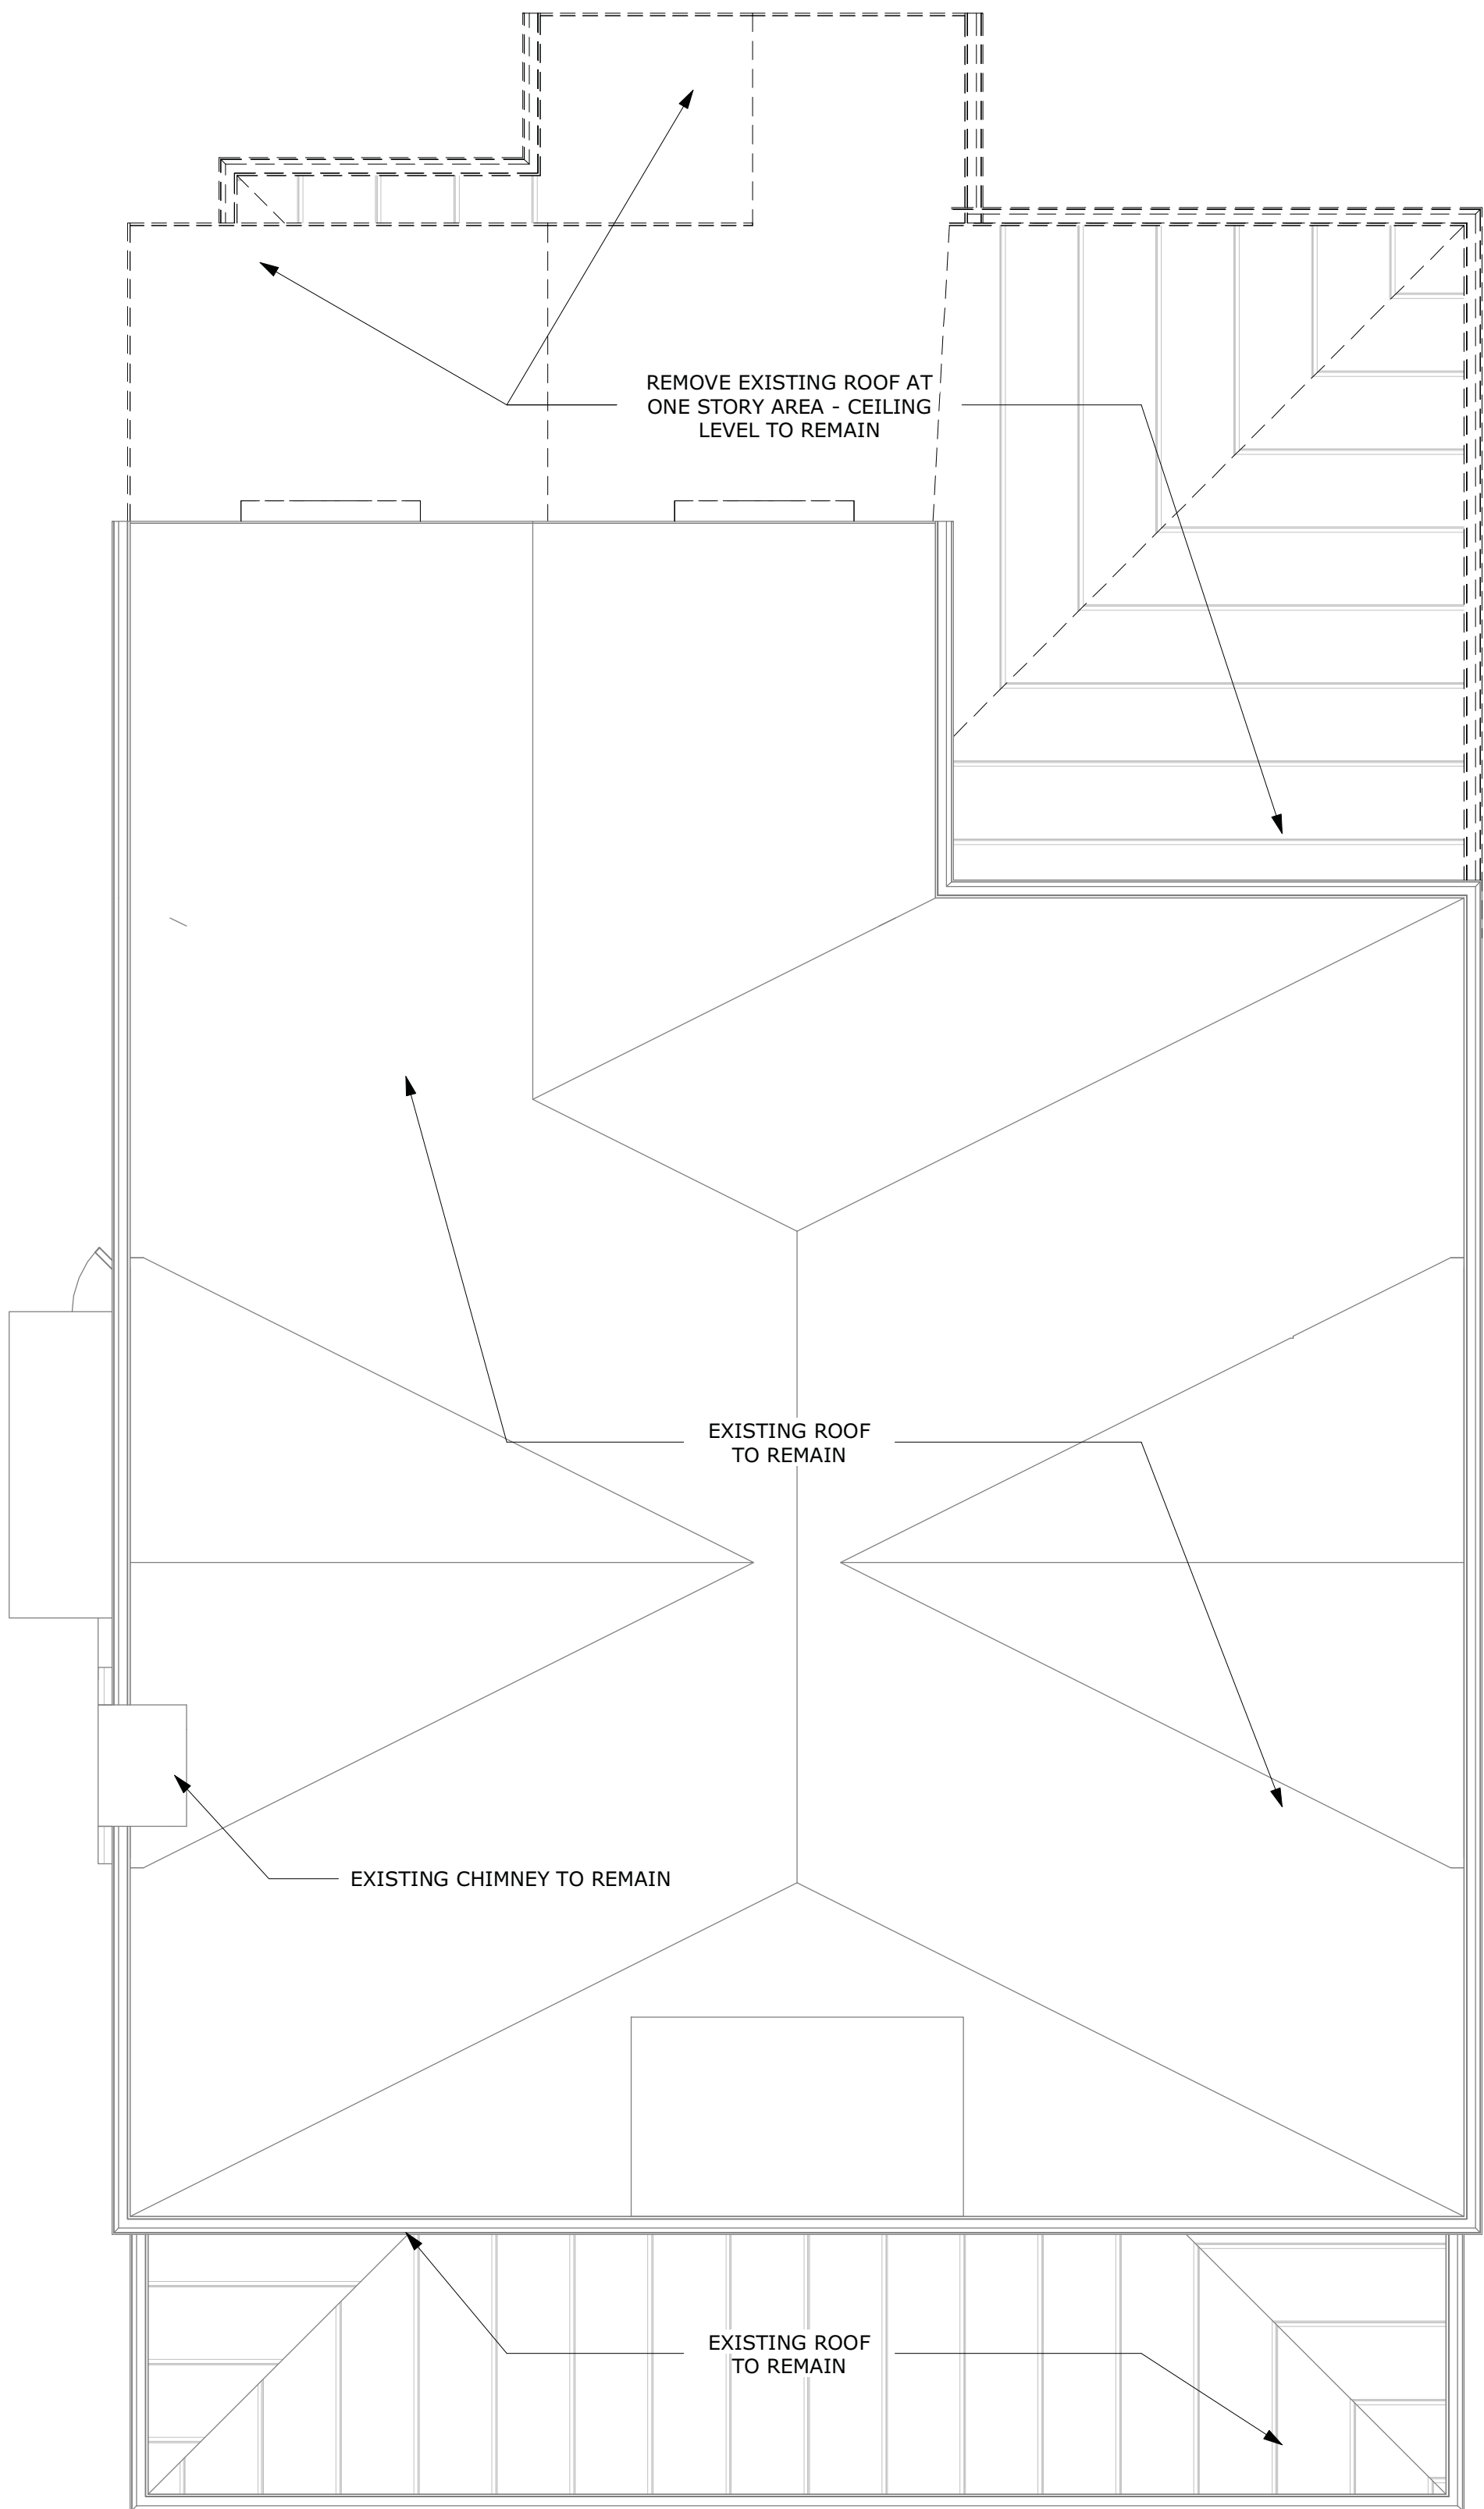 REMOVE EXISTING ROOF AT
ONE STORY AREA - CEILING
LEVEL TO REMAIN
EXISTING ROOF
TO REMAIN
EXISTING CHIMNEY TO REMAIN
EXISTING ROOF
TO REMAIN